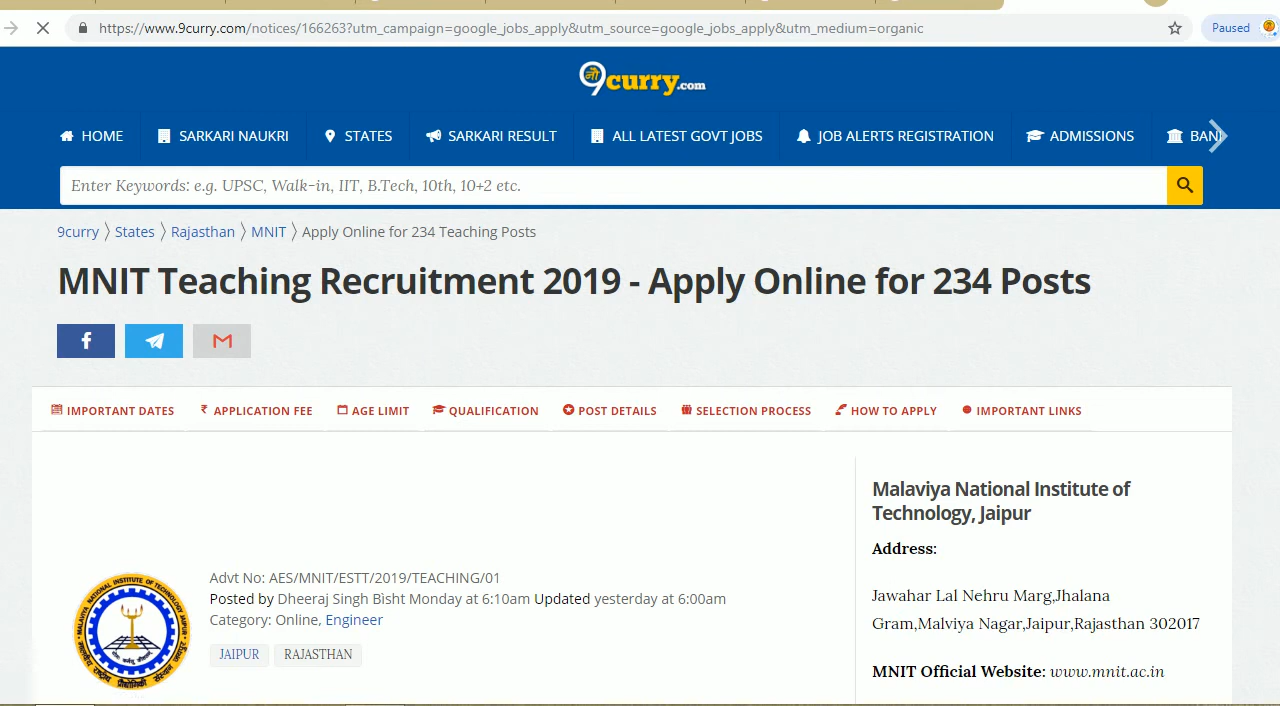 https://www.9curry.com/notices/166263?utm_campaign=google_jobs_apply&utm_source=google_jobs_apply&utm_medium=organic
Paused
9curry.com
HOME
SARKARI NAUKRI
STATES
SARKARI RESULT
ALL LATEST GOVT JOBS
JOB ALERTS REGISTRATION
ADMISSIONS
Enter Keywords: e.g. UPSC, Walk-in, IIT, B.Tech, 10th, 10+2 etc.
9curry 〉States 〉Rajasthan 〉MNIT 〉Apply Online for 234 Teaching Posts
MNIT Teaching Recruitment 2019 - Apply Online for 234 Posts
IMPORTANT DATES
₹ APPLICATION FEE
AGE LIMIT
QUALIFICATION
POST DETAILS
SELECTION PROCESS
HOW TO APPLY
IMPORTANT LINKS
MALAVIYA NATIONAL INSTITUTE OF TECHNOLOGY JAIPUR
Advt No: AES/MNIT/ESTT/2019/TEACHING/01
Posted by Dheeraj Singh Bisht Monday at 6:10am Updated yesterday at 6:00am
Category: Online, Engineer
JAIPUR
RAJASTHAN
Malaviya National Institute of
Technology, Jaipur
Address:
Jawahar Lal Nehru Marg,Jhalana
Gram,Malviya Nagar,Jaipur,Rajasthan 302017
MNIT Official Website: www.mnit.ac.in